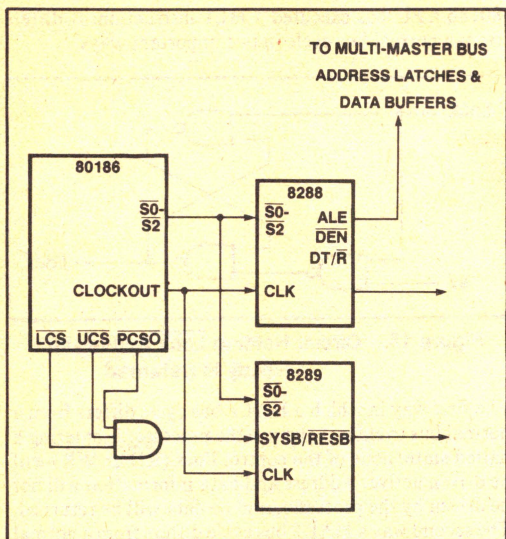 TO MULTI-MASTER BUS
ADDRESS LATCHES &
DATA BUFFERS
80186
S0-
S2
CLOCKOUT
LCS UCS PCSO
8288
S0-
S2
ALE
DEN
DT/R
CLK
8289
S0-
S2
SYSB/RESB
CLK